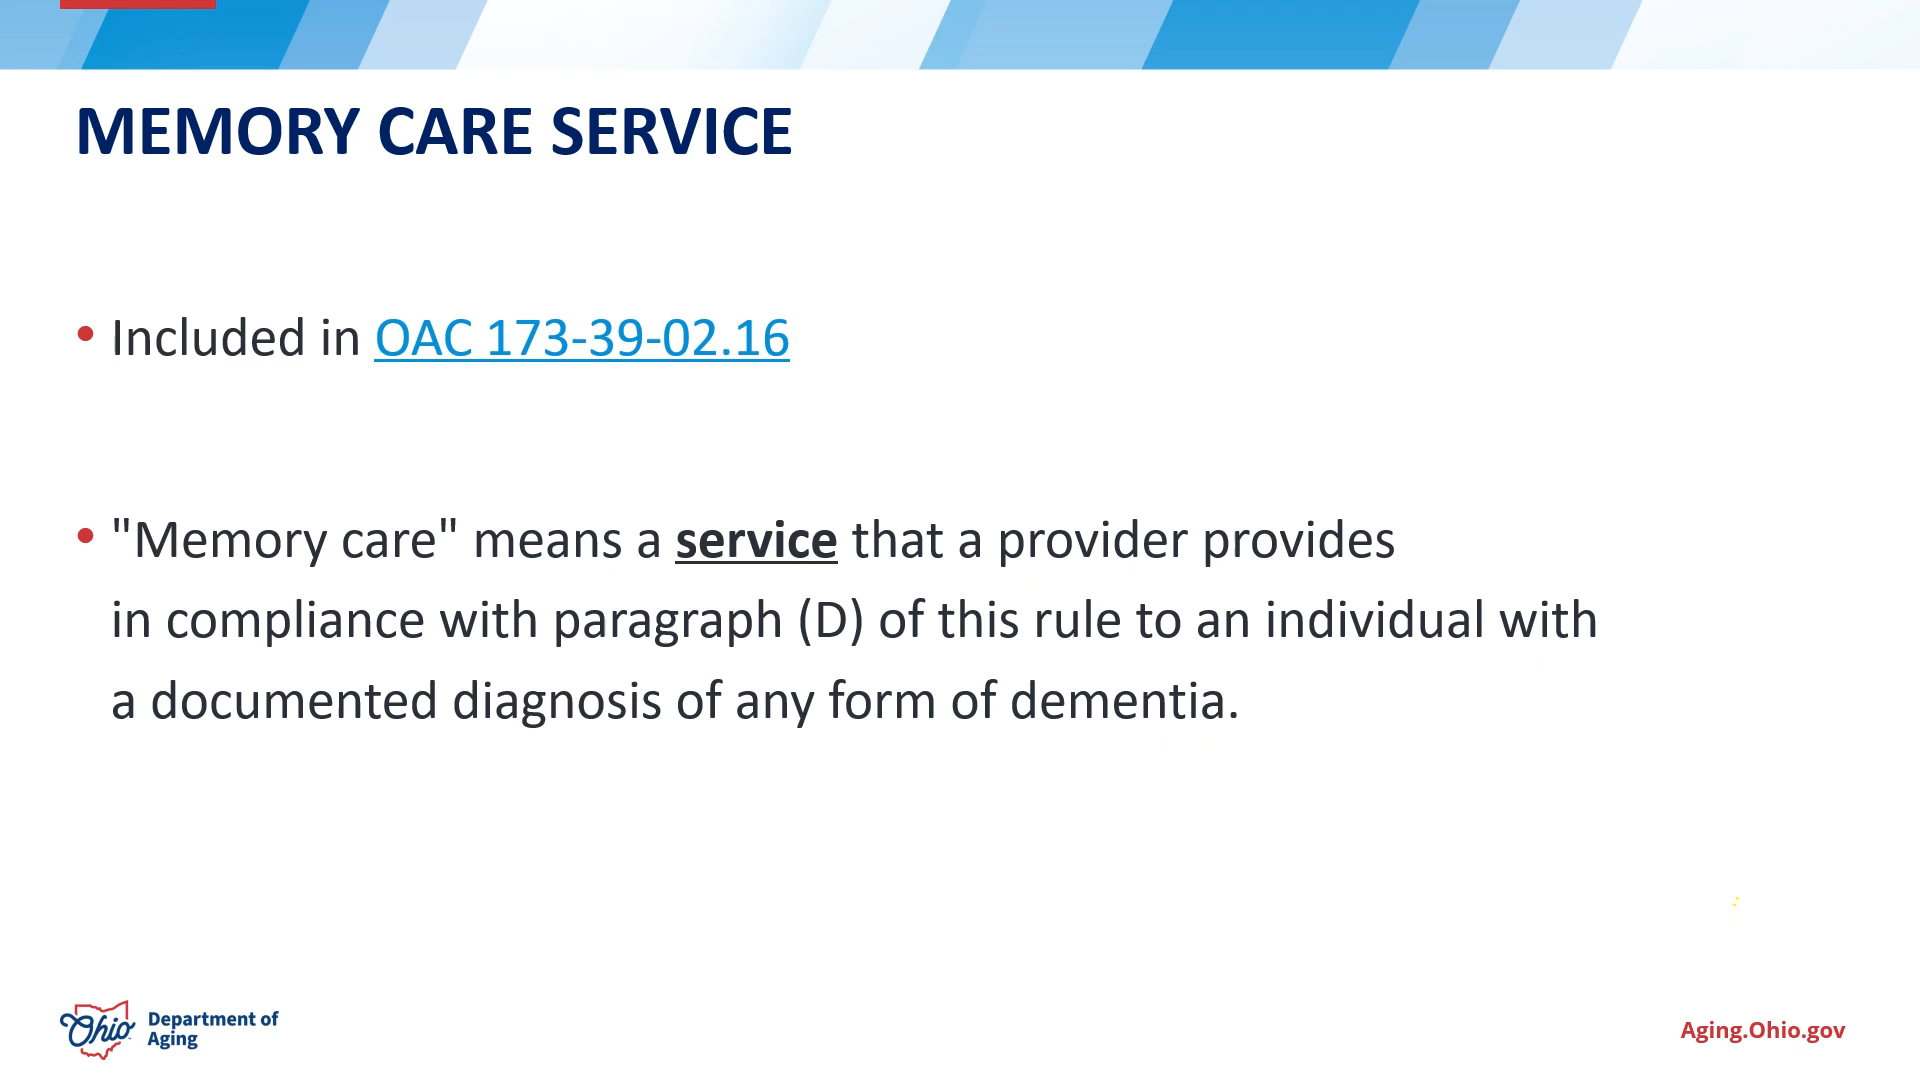 MEMORY CARE SERVICE
• Included in OAC 173-39-02.16
• "Memory care" means a service that a provider provides
in compliance with paragraph (D) of this rule to an individual with
a documented diagnosis of any form of dementia.
Ohio
Department of
Aging
Aging.Ohio.gov